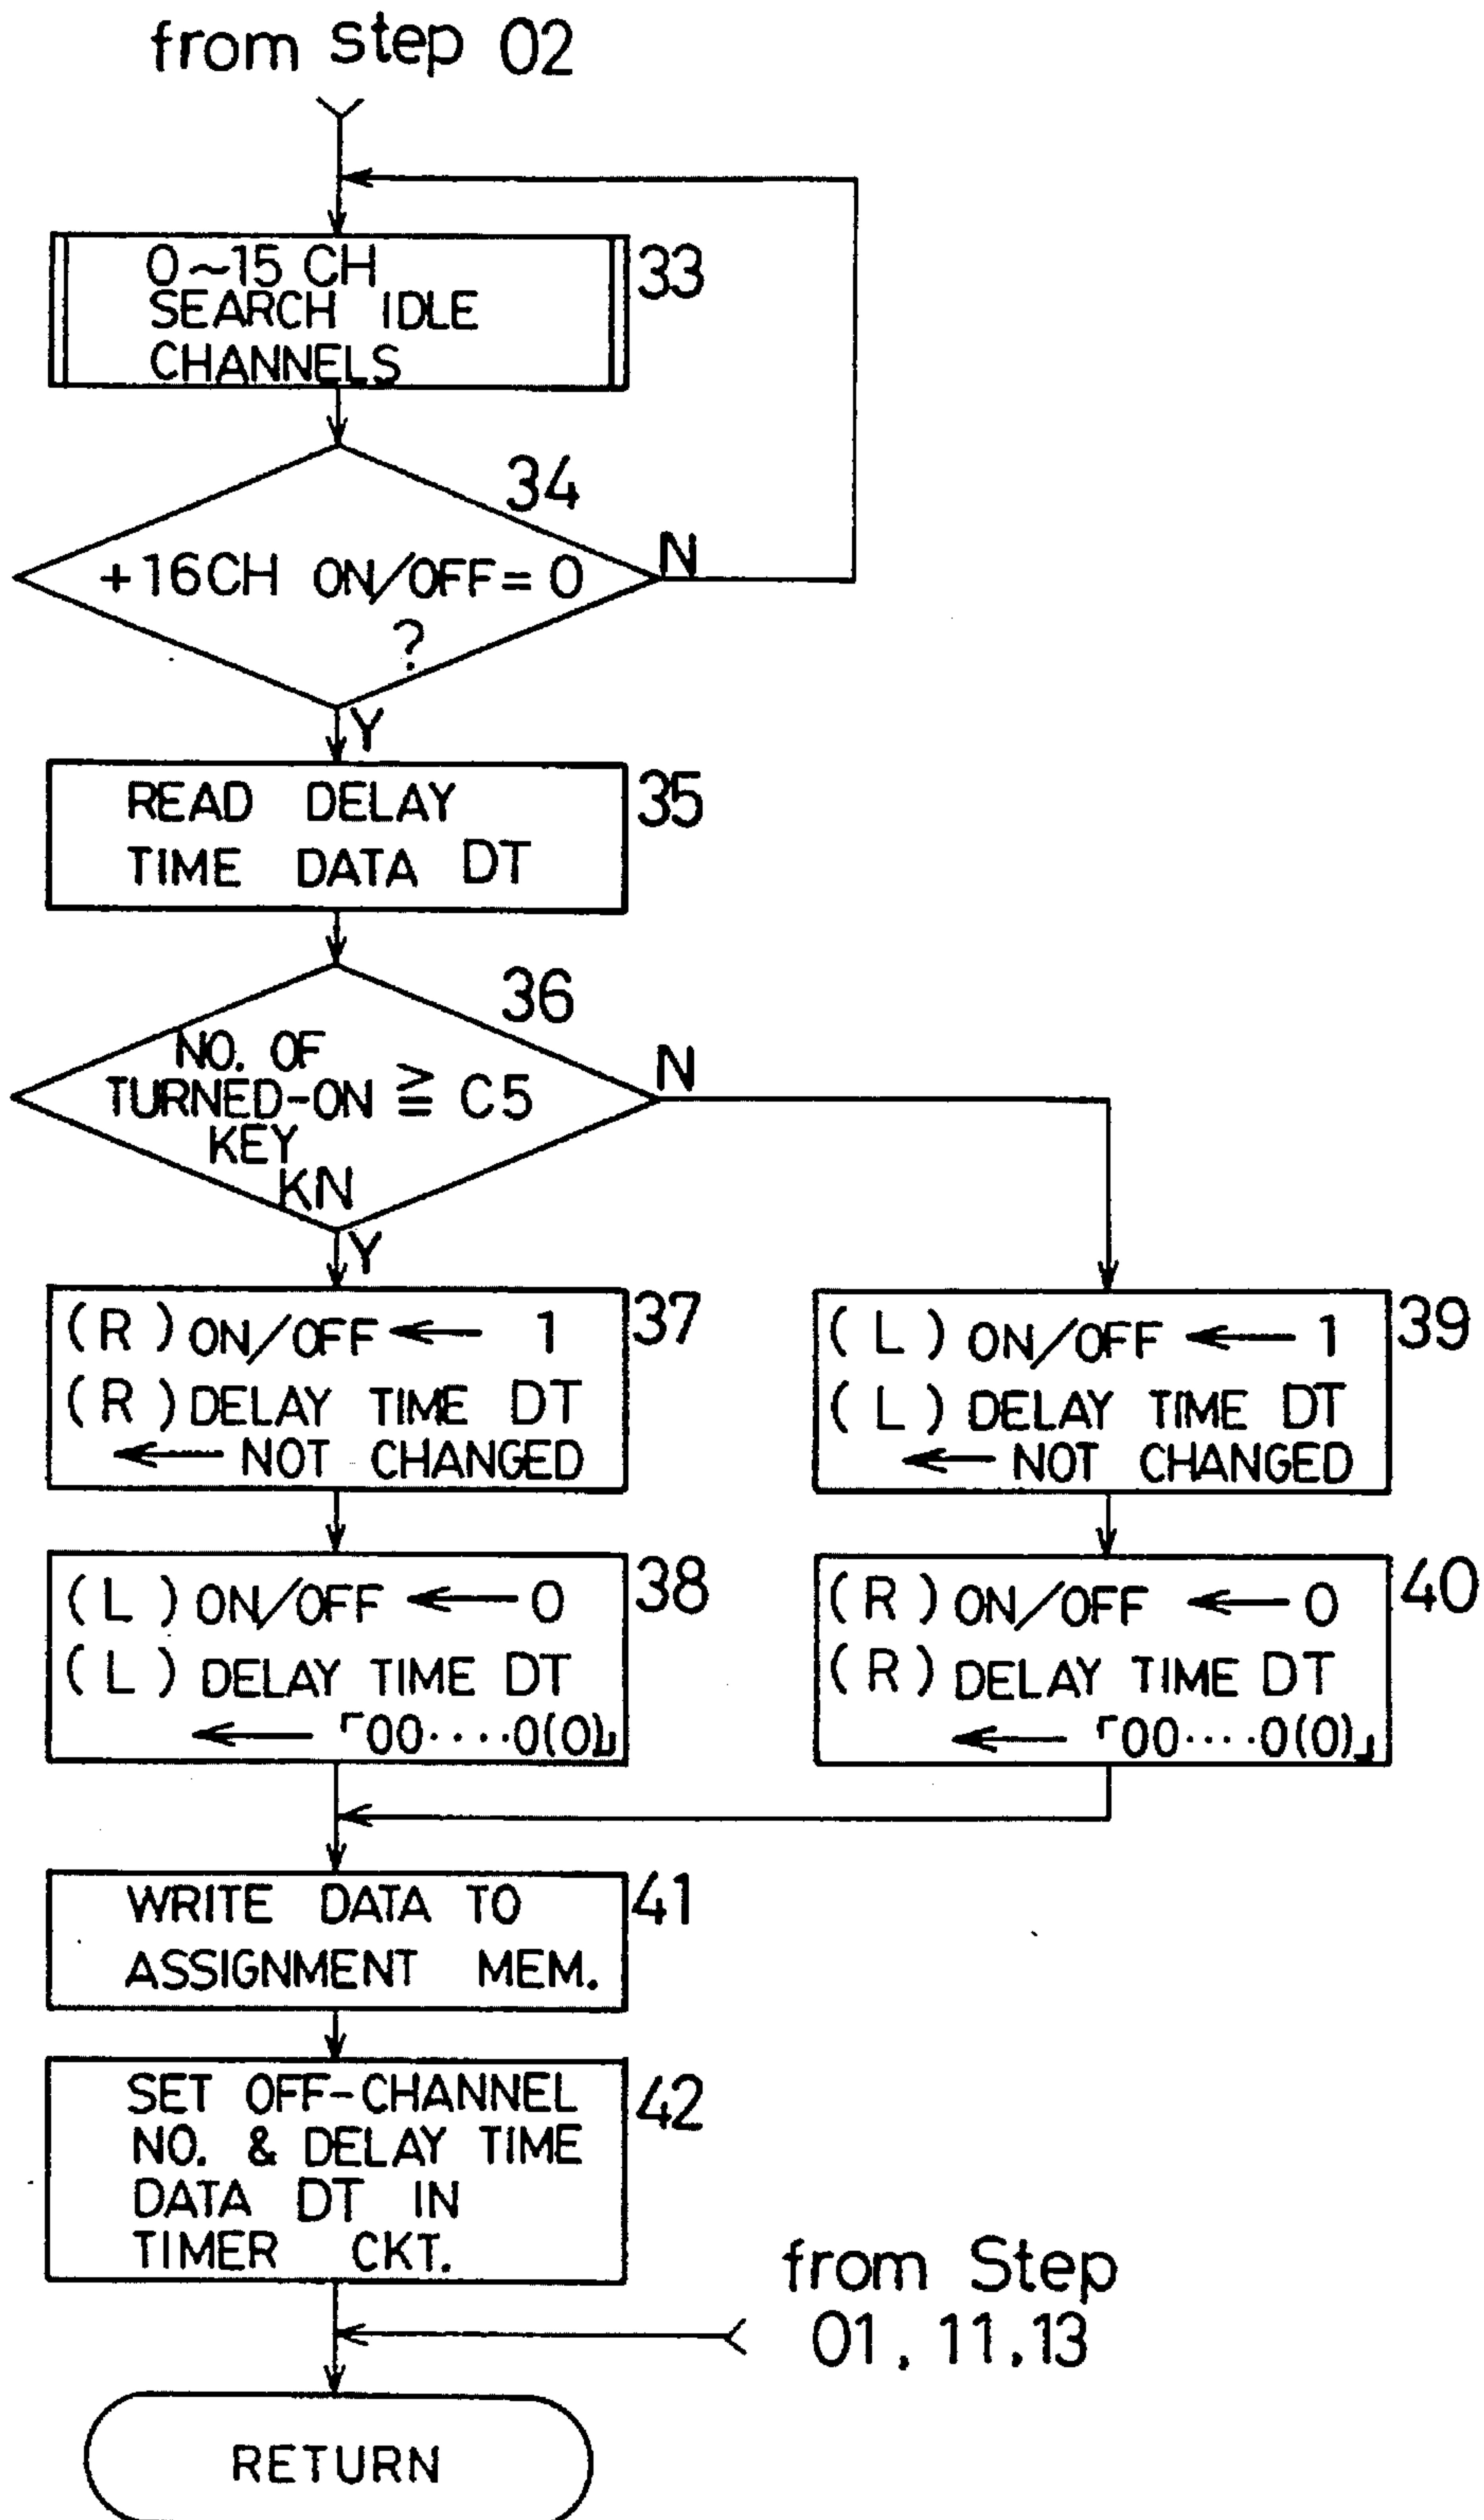 from step 02
0~15 CH
SEARCH IDLE
CHANNELS
33
34
+16CH ON/OFF=0
?
N
Y
READ DELAY
TIME DATA DT
35
36
NO. OF
TURNED-ON ≧ C5
KEY
KN
N
Y
(R) ON/OFF ← 1
(R) DELAY TIME DT
← NOT CHANGED
37
(L) ON/OFF ← 1
(L) DELAY TIME DT
← NOT CHANGED
39
(L) ON/OFF ← 0
(L) DELAY TIME DT
← 「00····0(0)」
38
(R) ON/OFF ← 0
(R) DELAY TIME DT
← 「00····0(0)」
40
WRITE DATA TO
ASSIGNMENT MEM.
41
SET OFF-CHANNEL
NO. & DELAY TIME
DATA DT IN
TIMER CKT.
42
from Step
01, 11, 13
RETURN